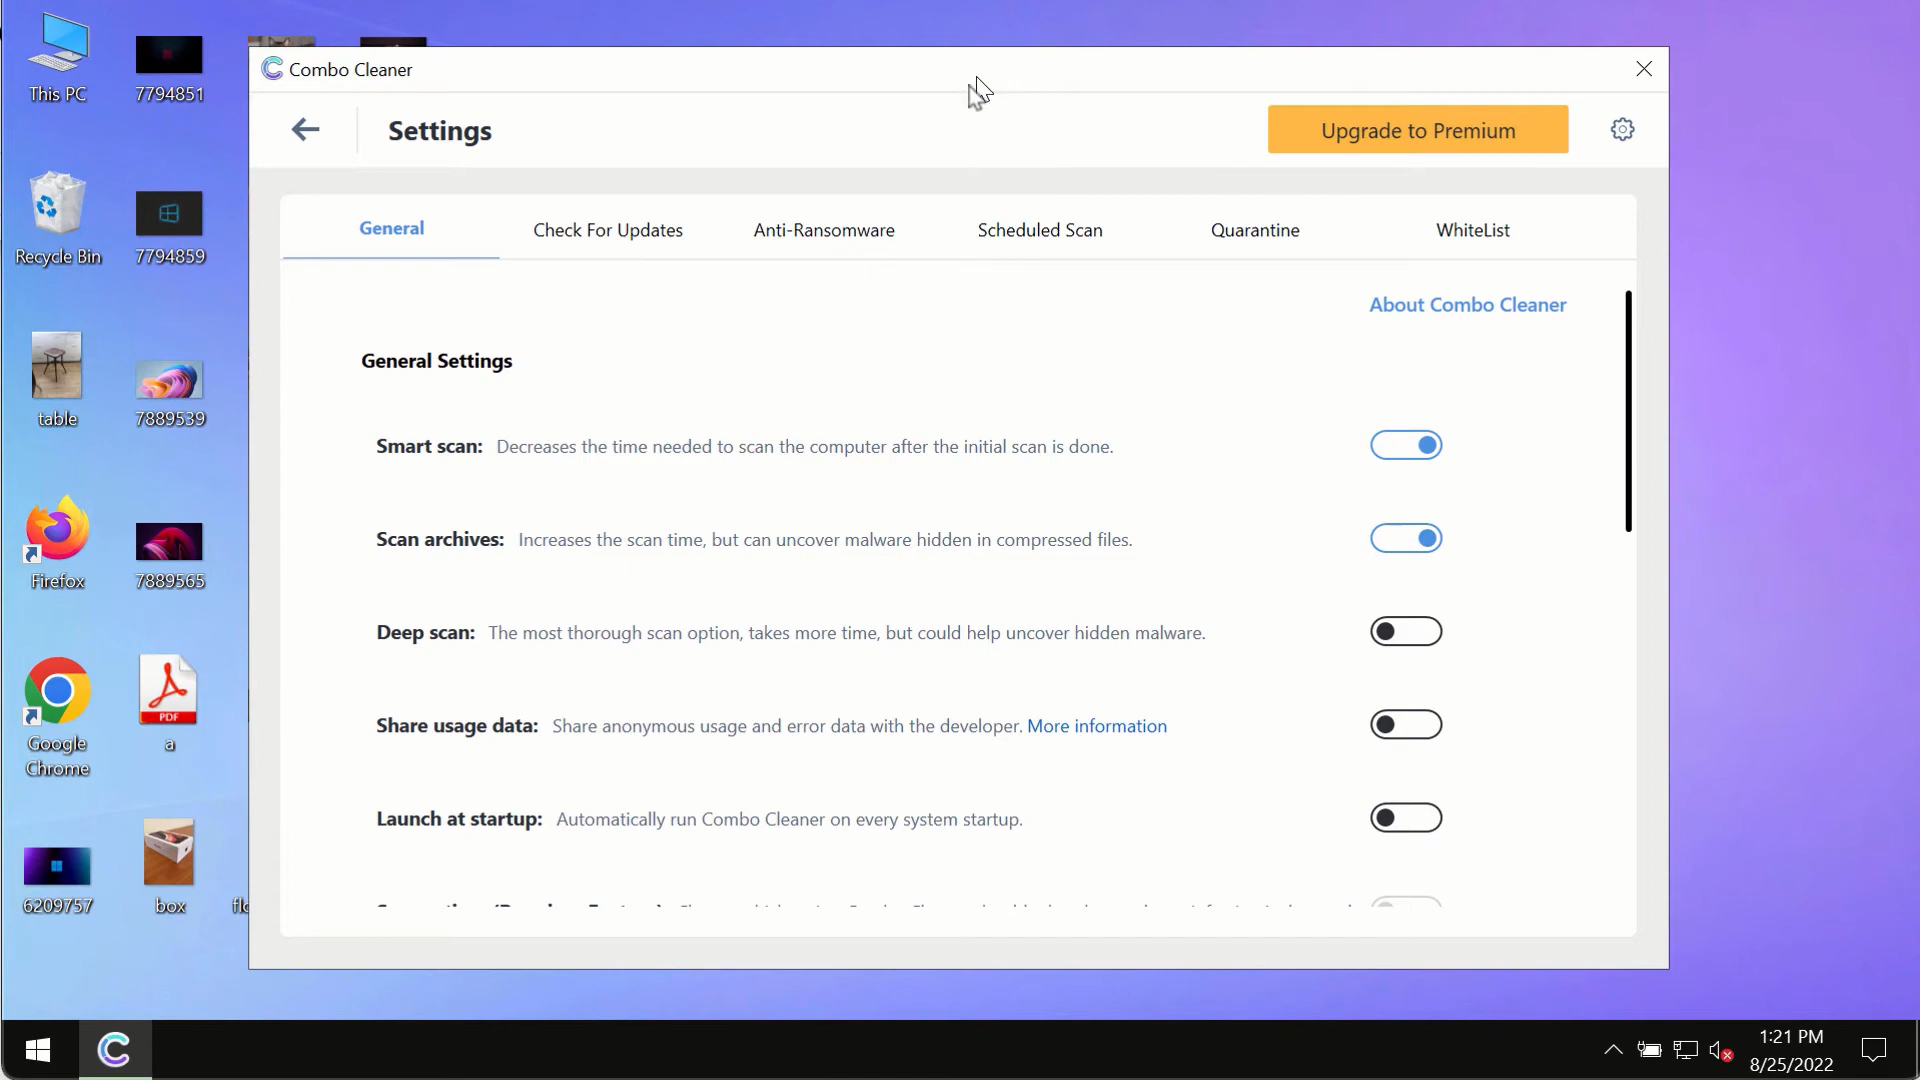 This PC
7794851
Recycle Bin
7794859
table
7889539
Firefox
7889565
Google
Chrome
PDF
a
6209757
box
Combo Cleaner
Settings
Upgrade to Premium
General
Check For Updates
Anti-Ransomware
Scheduled Scan
Quarantine
WhiteList
About Combo Cleaner
General Settings
Smart scan: Decreases the time needed to scan the computer after the initial scan is done.
Scan archives: Increases the scan time, but can uncover malware hidden in compressed files.
Deep scan: The most thorough scan option, takes more time, but could help uncover hidden malware.
Share usage data: Share anonymous usage and error data with the developer. More information
Launch at startup: Automatically run Combo Cleaner on every system startup.
1:21 PM
8/25/2022